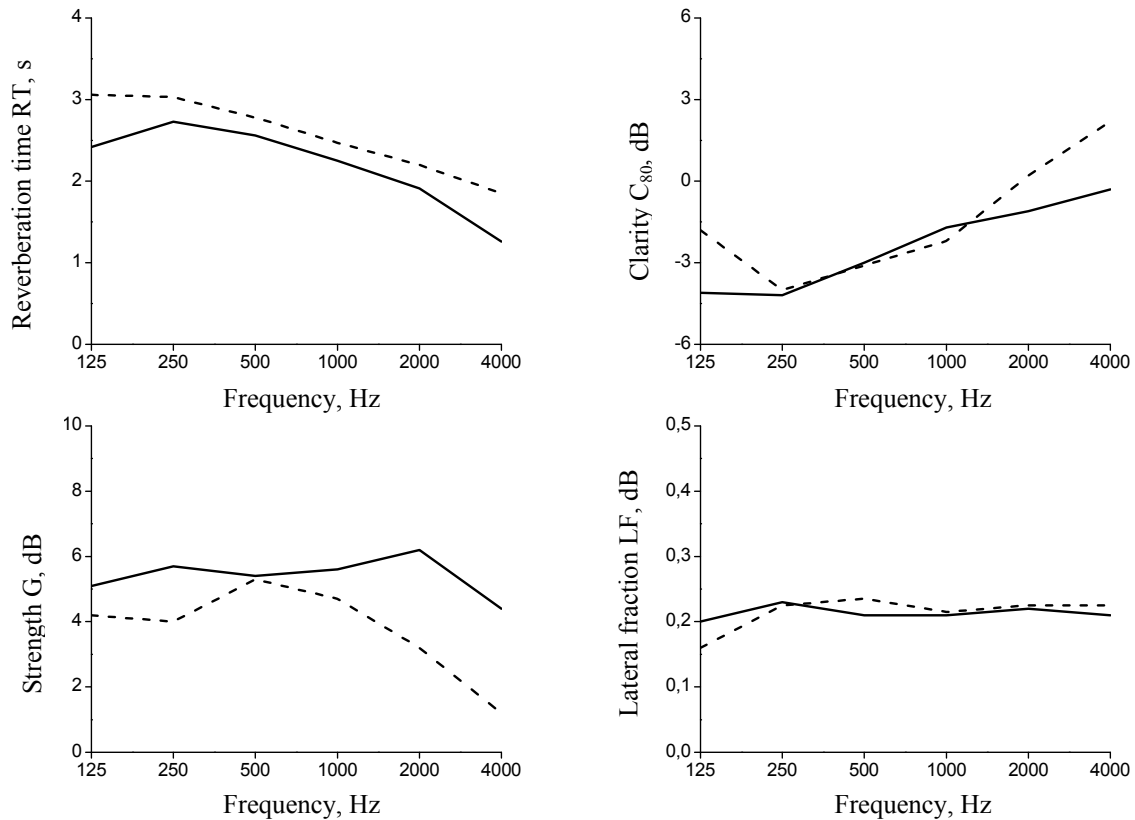 Reverberation time RT, s
4
3
2
1
0
125 250 500 1000 2000 4000
Frequency, Hz
Clarity C₈₀, dB
6
3
0
-3
-6
125 250 500 1000 2000 4000
Frequency, Hz
Strength G, dB
10
8
6
4
2
0
125 250 500 1000 2000 4000
Frequency, Hz
Lateral fraction LF, dB
0,5
0,4
0,3
0,2
0,1
0,0
125 250 500 1000 2000 4000
Frequency, Hz